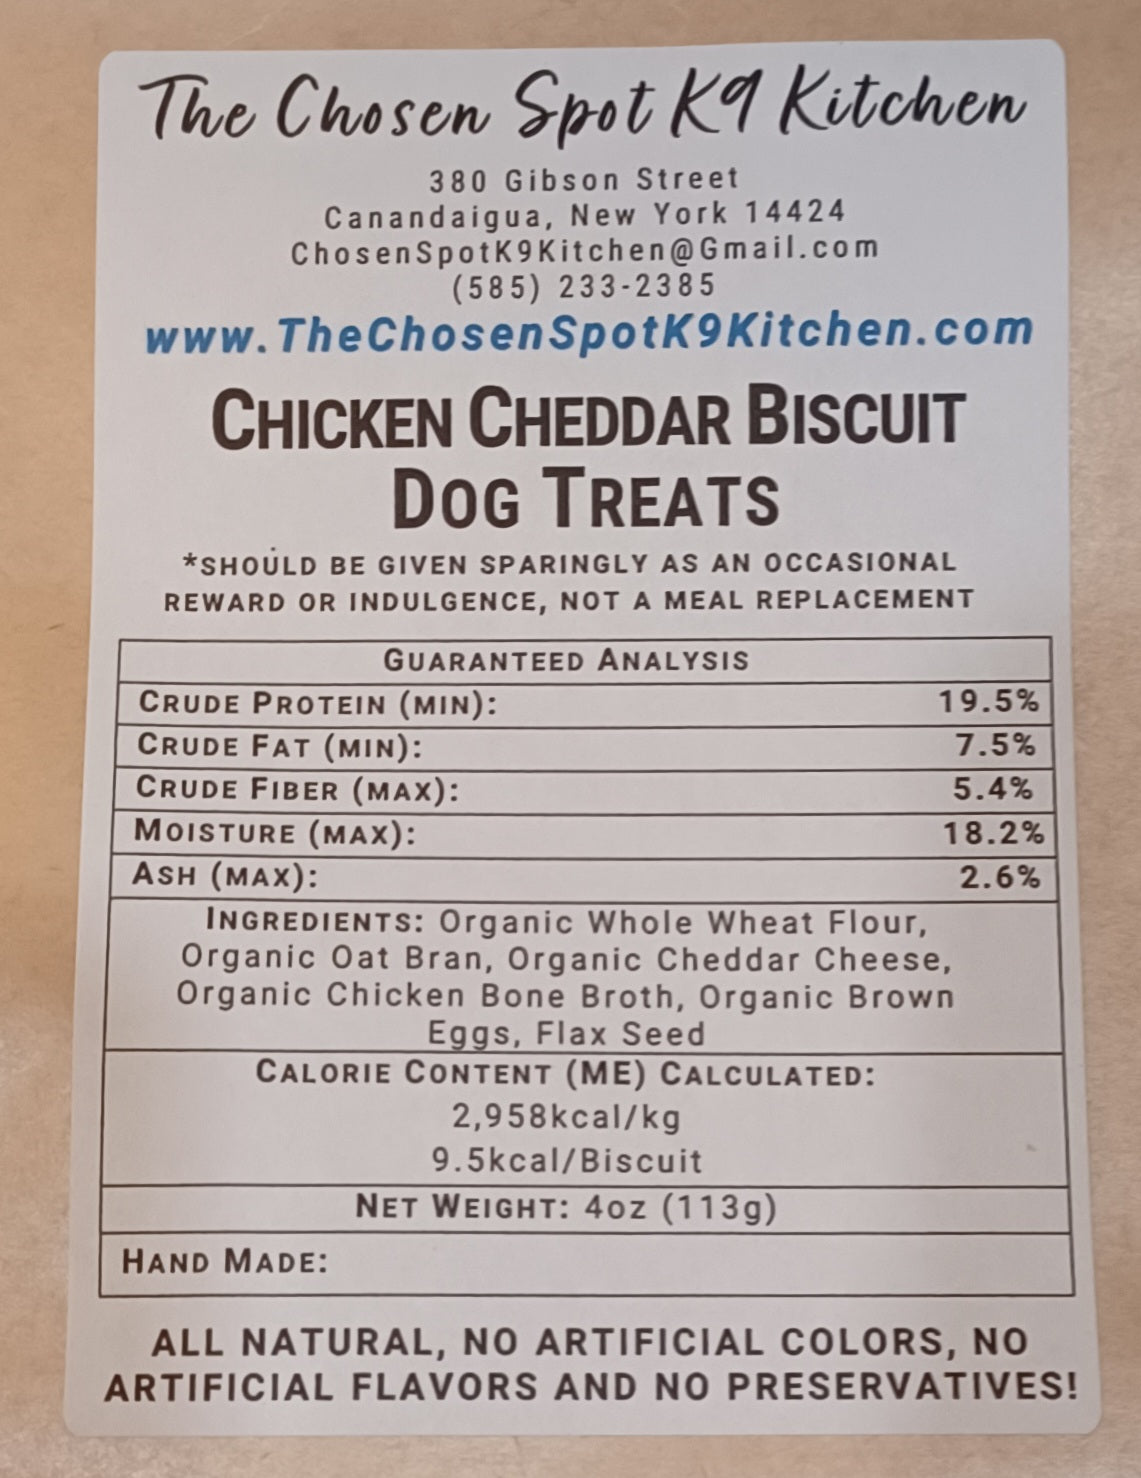 The Chosen Spot K9 Kitchen
380 Gibson Street
Canandaigua, New York 14424
ChosenSpotK9Kitchen@Gmail.com
(585) 233-2385
www.TheChosenSpotK9Kitchen.com
CHICKEN CHEDDAR BISCUIT
DOG TREATS
*SHOULD BE GIVEN SPARINGLY AS AN OCCASIONAL
REWARD OR INDULGENCE, NOT A MEAL REPLACEMENT
GUARANTEED ANALYSIS
CRUDE PROTEIN (MIN): 19.5%
CRUDE FAT (MIN): 7.5%
CRUDE FIBER (MAX): 5.4%
MOISTURE (MAX): 18.2%
ASH (MAX): 2.6%
INGREDIENTS: Organic Whole Wheat Flour,
Organic Oat Bran, Organic Cheddar Cheese,
Organic Chicken Bone Broth, Organic Brown
Eggs, Flax Seed
CALORIE CONTENT (ME) CALCULATED:
2,958kcal/kg
9.5kcal/Biscuit
NET WEIGHT: 4oz (113g)
HAND MADE:
ALL NATURAL, NO ARTIFICIAL COLORS, NO
ARTIFICIAL FLAVORS AND NO PRESERVATIVES!